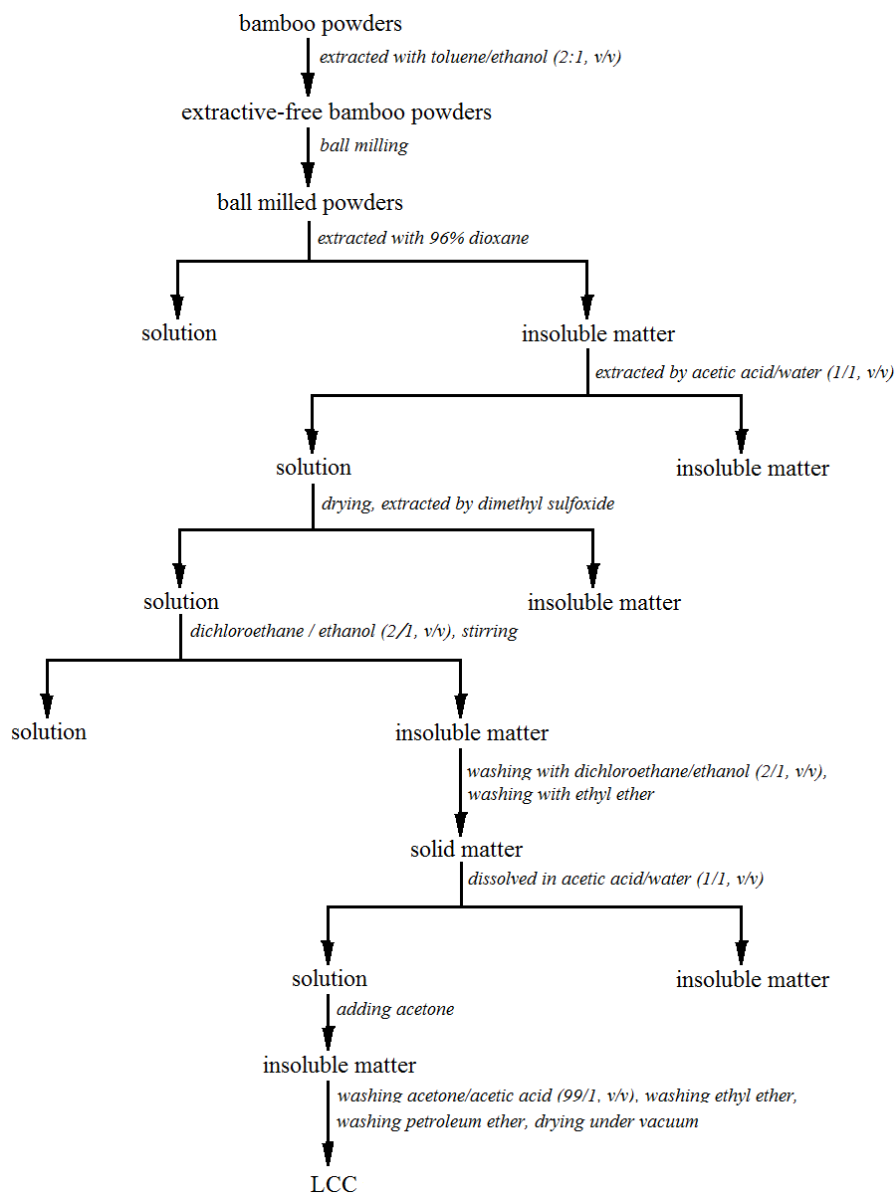 bamboo powders
extracted with toluene/ethanol (2:1, v/v)
extractive-free bamboo powders
ball milling
ball milled powders
extracted with 96% dioxane
solution
insoluble matter
extracted by acetic acid/water (1/1, v/v)
solution
insoluble matter
drying, extracted by dimethyl sulfoxide
solution
insoluble matter
dichloroethane / ethanol (2/1, v/v), stirring
solution
insoluble matter
washing with dichloroethane/ethanol (2/1, v/v),
washing with ethyl ether
solid matter
dissolved in acetic acid/water (1/1, v/v)
solution
insoluble matter
adding acetone
insoluble matter
washing acetone/acetic acid (99/1, v/v), washing ethyl ether,
washing petroleum ether, drying under vacuum
LCC